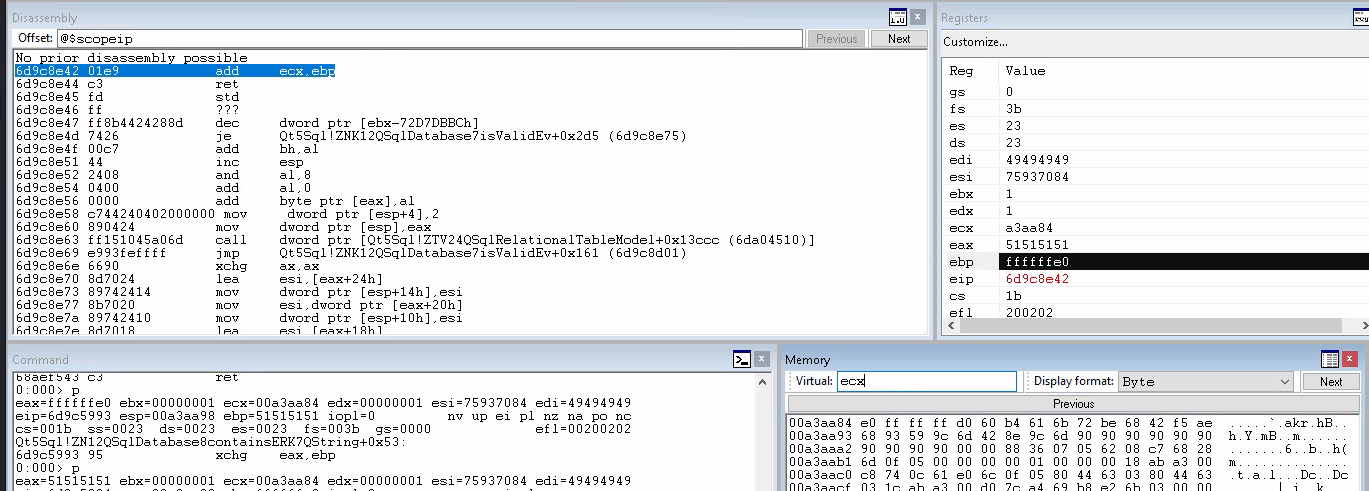 Disassembly
Offset: @$scopeip Previous Next
No prior disassembly possible
6d9c8e42 01e9 add ecx,ebp
6d9c8e44 c3 ret
6d9c8e45 fd std
6d9c8e46 ff ???
6d9c8e47 ff8b4424288d dec dword ptr [ebx-72D7DBBCh]
6d9c8e4d 7426 je Qt5Sql!ZNK12QSqlDatabase7isValidEv+0x2d5 (6d9c8e75)
6d9c8e4f 00c7 add bh,al
6d9c8e51 44 inc esp
6d9c8e52 2408 and al,8
6d9c8e54 0400 add al,0
6d9c8e56 0000 add byte ptr [eax],al
6d9c8e58 c744240402000000 mov dword ptr [esp+4],2
6d9c8e60 890424 mov dword ptr [esp],eax
6d9c8e63 ff151045a06d call dword ptr [Qt5Sql!ZTV24QSqlRelationalTableModel+0x13ccc (6da04510)]
6d9c8e69 e993feffff jmp Qt5Sql!ZNK12QSqlDatabase7isValidEv+0x161 (6d9c8d01)
6d9c8e6e 6690 xchg ax,ax
6d9c8e70 8d7024 lea esi,[eax+24h]
6d9c8e73 89742414 mov dword ptr [esp+14h],esi
6d9c8e77 8b7020 mov esi,dword ptr [eax+20h]
6d9c8e7a 89742410 mov dword ptr [esp+10h],esi
6d9c8e7e 8d7018 lea esi,[eax+18h]
Registers
Customize...
Reg Value
gs 0
fs 3b
es 23
ds 23
edi 49494949
esi 75937084
ebx 1
edx 1
ecx a3aa84
eax 51515151
ebp ffffffe0
eip 6d9c8e42
cs 1b
efl 200202
Command
68aef543 c3 ret
0:000> p
eax=ffffffe0 ebx=00000001 ecx=00a3aa84 edx=00000001 esi=75937084 edi=49494949
eip=6d9c5993 esp=00a3aa98 ebp=51515151 iopl=0 nv up ei pl nz na po nc
cs=001b ss=0023 ds=0023 es=0023 fs=003b gs=0000 efl=00200202
Qt5Sql!ZN12QSqlDatabase8containsERK7QString+0x53:
6d9c5993 95 xchg eax,ebp
0:000> p
eax=51515151 ebx=00000001 ecx=00a3aa84 edx=00000001 esi=75937084 edi=49494949
Memory
Virtual: ecx Display format: Byte Next
Previous
00a3aa84 e0 ff ff ff d0 60 b4 61 6b 72 be 68 42 f5 ae .....`.akr.hB..
00a3aa93 68 93 59 9c 6d 42 8e 9c 6d 90 90 90 90 90 90 h.Y.mB..m......
00a3aaa2 90 90 90 90 00 00 88 36 07 05 62 08 c7 68 28 .......6..b..h(
00a3aab1 6d 0f 05 00 00 00 00 01 00 00 00 18 ab a3 00 m..............
00a3aac0 c8 74 0c 61 e0 6c 0f 05 80 44 63 03 80 44 63 .t.a.l...Dc..Dc